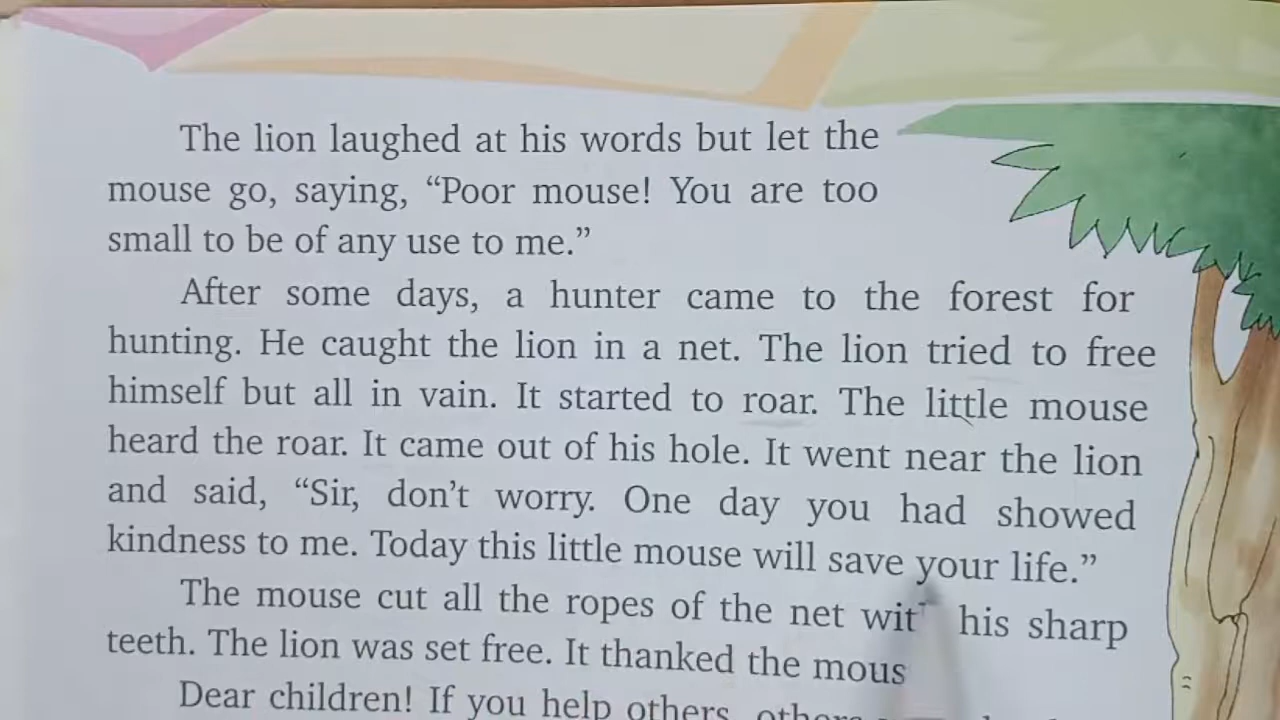 The lion laughed at his words but let the
mouse go, saying, “Poor mouse! You are too
small to be of any use to me.”
After some days, a hunter came to the forest for
hunting. He caught the lion in a net. The lion tried to free
himself but all in vain. It started to roar. The little mouse
heard the roar. It came out of his hole. It went near the lion
and said, “Sir, don’t worry. One day you had showed
kindness to me. Today this little mouse will save your life.”
The mouse cut all the ropes of the net with his sharp
teeth. The lion was set free. It thanked the mous
Dear children! If you help others,